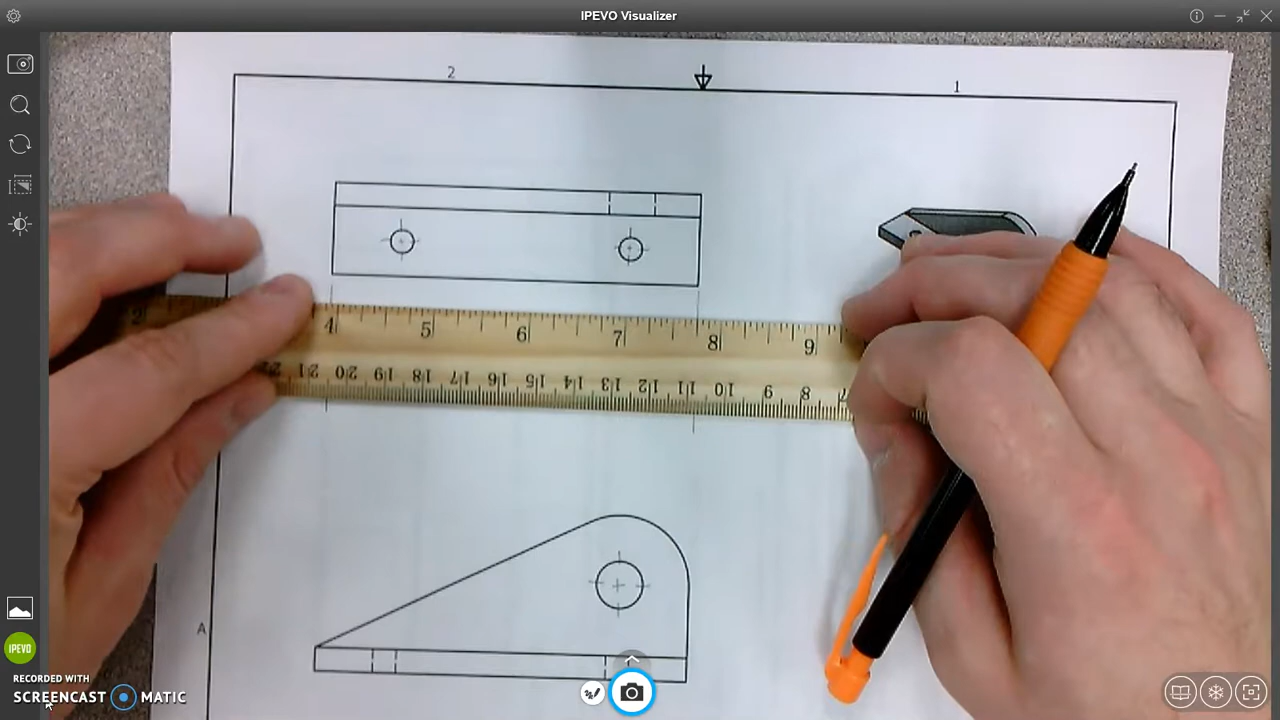 IPEVO Visualizer
2
1
4 5 6 7 8 9
21 20 19 18 17 16 15 14 13 12 11 10 9 8 7
A
IPEVO
RECORDED WITH
SCREENCAST MATIC